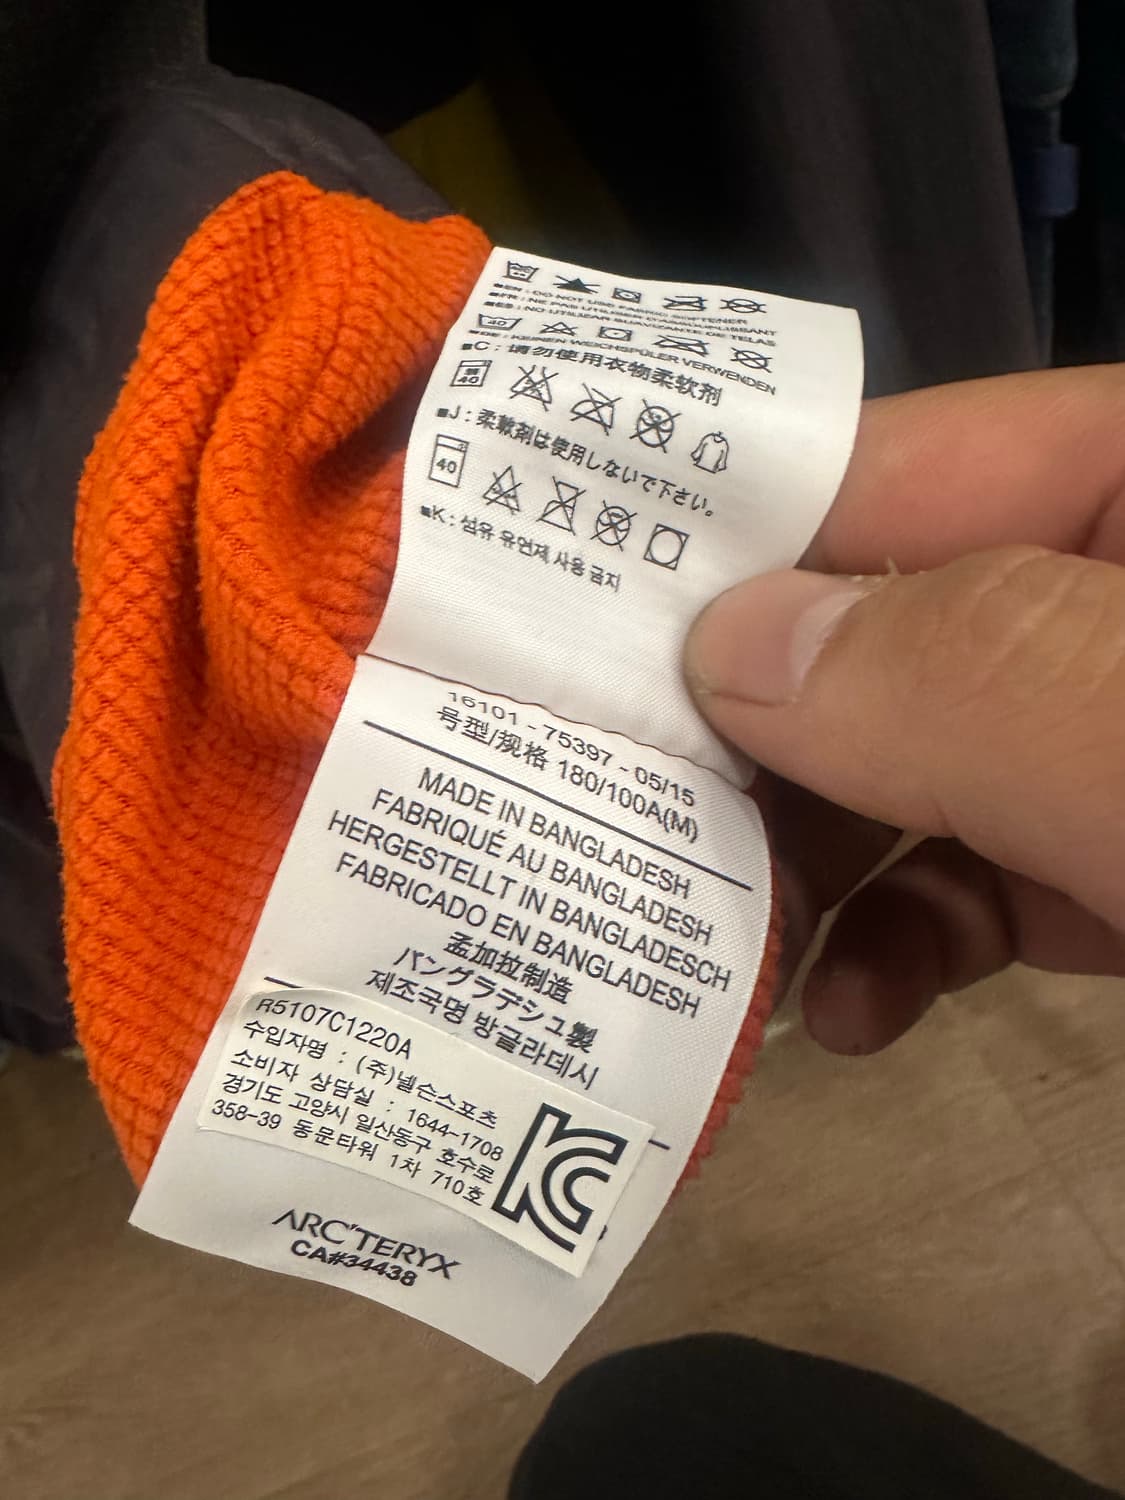 ■EN : DO NOT USE FABRIC SOFTENER
■FR : NE PAS UTILISER D'ASSOUPLISSANT
■ES : NO UTILIZAR SUAVIZANTE DE TELAS
40
■DE : KEINEN WEICHSPÜLER VERWENDEN
■C : 请勿使用衣物柔软剂
40
■J : 柔軟剤は使用しないで下さい。
40
■K : 섬유 유연제 사용 금지
16101 - 75397 - 05/15
号型/规格 180/100A(M)
MADE IN BANGLADESH
FABRIQUÉ AU BANGLADESH
HERGESTELLT IN BANGLADESCH
FABRICADO EN BANGLADESH
孟加拉制造
バングラデシュ製
제조국명 방글라데시
R5107C1220A
수입자명 : (주)넬슨스포츠
소비자 상담실 : 1644-1708
경기도 고양시 일산동구 호수로
358-39 동문타워 1차 710호
ARC'TERYX
CA#34438